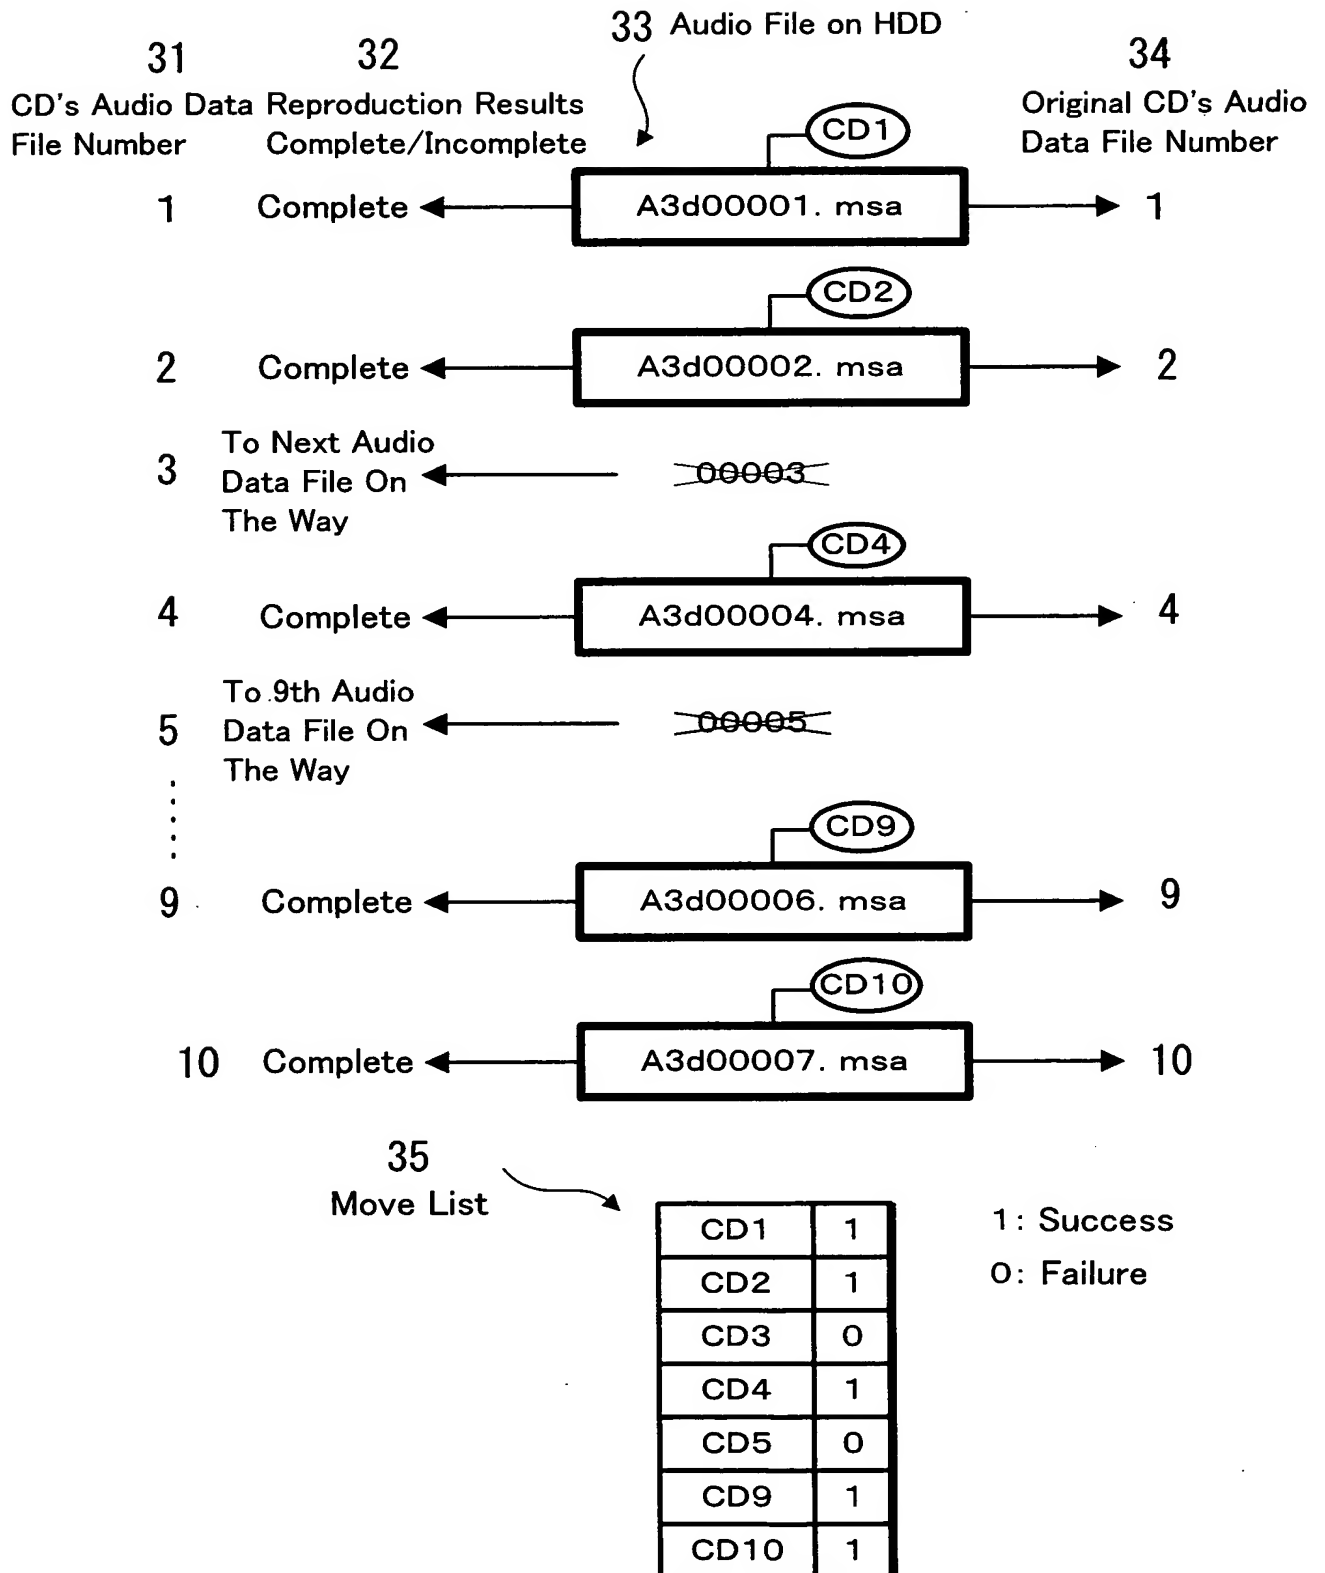 33 Audio File on HDD
31
32
34
CD's Audio Data
File Number
Reproduction Results
Complete/Incomplete
Original CD's Audio
Data File Number
CD1
1 Complete A3d00001. msa 1
CD2
2 Complete A3d00002. msa 2
3
To Next Audio
Data File On
The Way
00003
CD4
4 Complete A3d00004. msa 4
5
To 9th Audio
Data File On
The Way
00005
CD9
9 Complete A3d00006. msa 9
CD10
10 Complete A3d00007. msa 10
35
Move List
CD1 1
CD2 1
CD3 0
CD4 1
CD5 0
CD9 1
CD10 1
1: Success
0: Failure